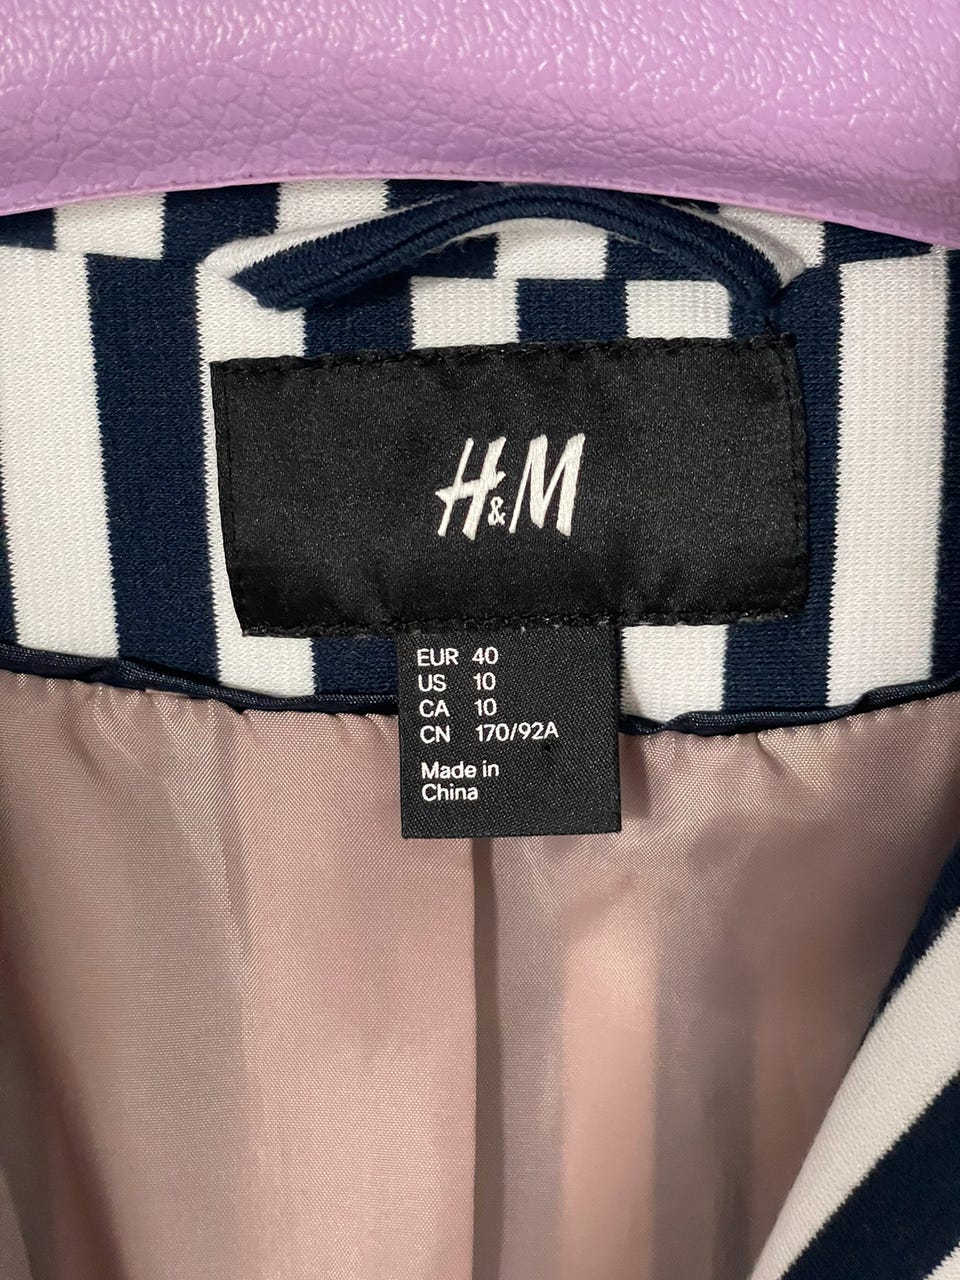 H&M
EUR 40
US 10
CA 10
CN 170/92A
Made in
China